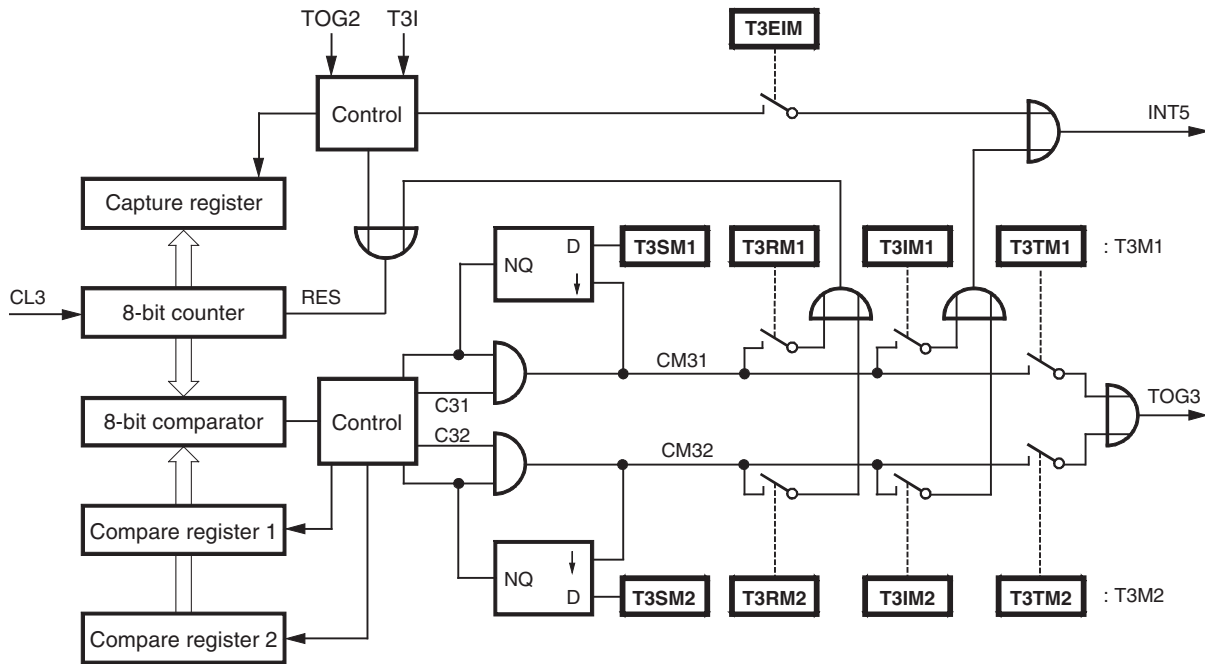 TOG2 T3I
T3EIM
Control
INT5
Capture register
T3SM1 T3RM1 T3IM1 T3TM1 : T3M1
D
NQ
CL3
8-bit counter
RES
CM31
C31
8-bit comparator
Control
TOG3
C32
CM32
Compare register 1
NQ
D
T3SM2 T3RM2 T3IM2 T3TM2 : T3M2
Compare register 2